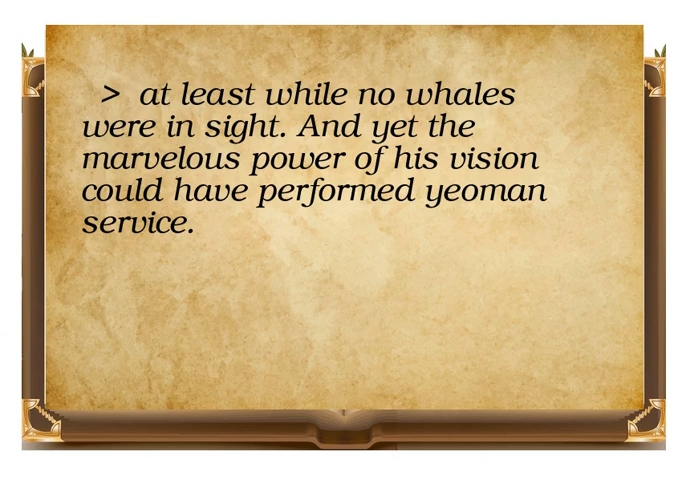 > at least while no whales
were in sight. And yet the
marvelous power of his vision
could have performed yeoman
service.